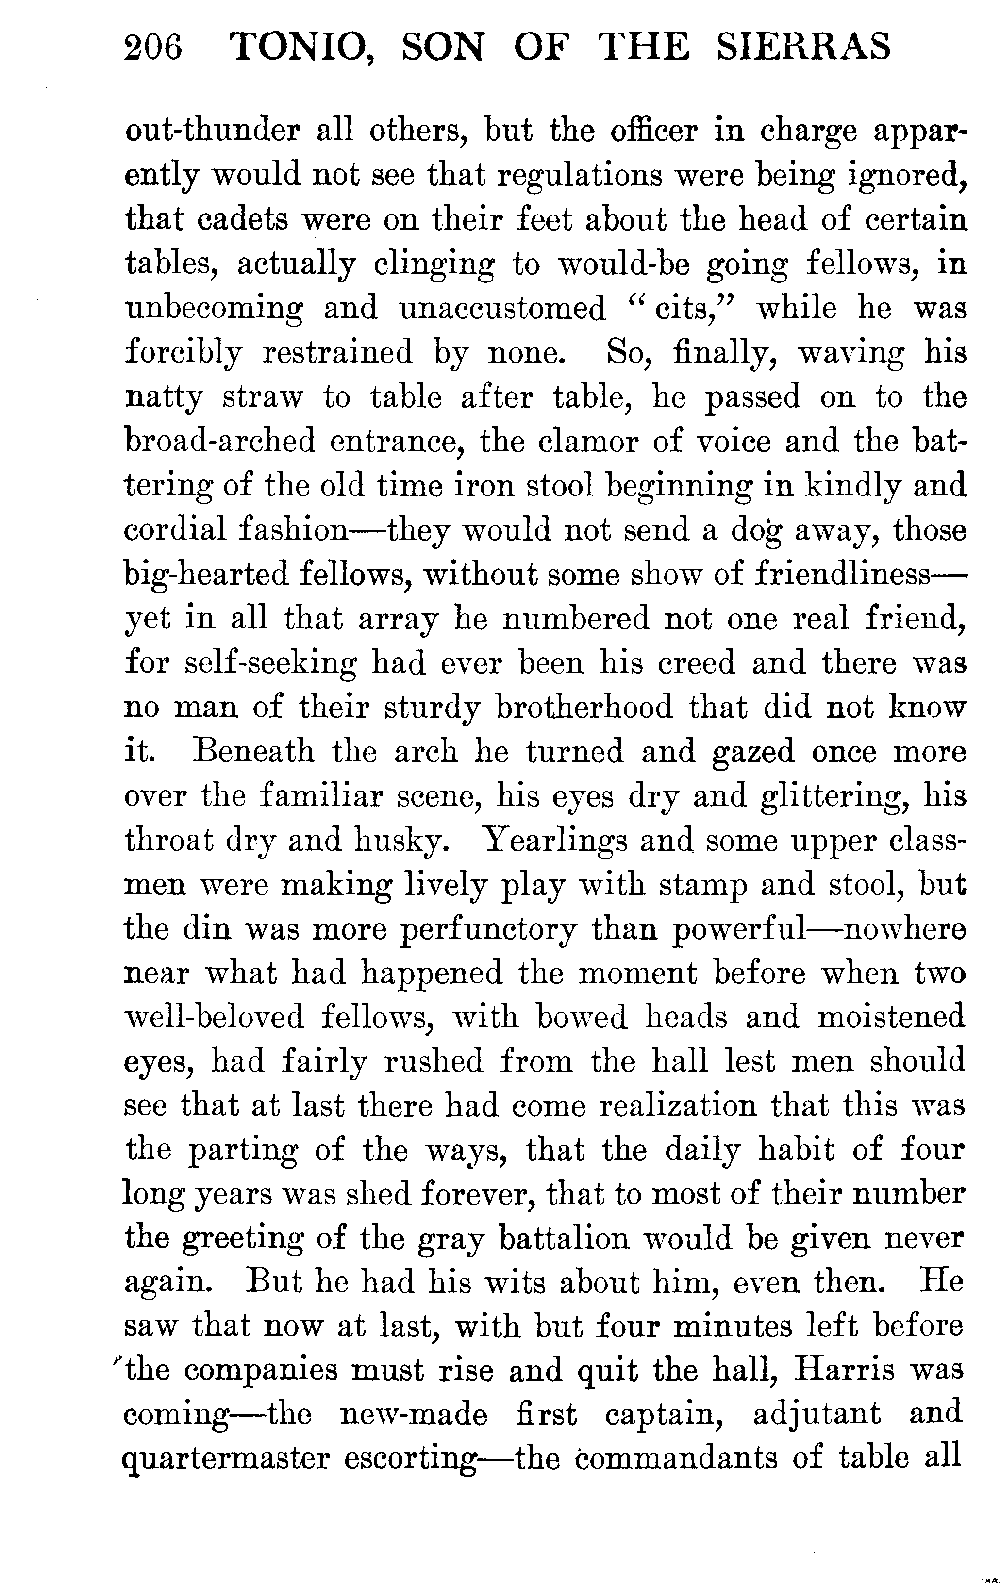 206 TONIO, SON OF THE SIERRAS
out-thunder all others, but the officer in charge appar-
ently would not see that regulations were being ignored,
that cadets were on their feet about the head of certain
tables, actually clinging to would-be going fellows, in
unbecoming and unaccustomed “ cits,” while he was
forcibly restrained by none. So, finally, waving his
natty straw to table after table, he passed on to the
broad-arched entrance, the clamor of voice and the bat-
tering of the old time iron stool beginning in kindly and
cordial fashion—they would not send a dog away, those
big-hearted fellows, without some show of friendliness—
yet in all that array he numbered not one real friend,
for self-seeking had ever been his creed and there was
no man of their sturdy brotherhood that did not know
it. Beneath the arch he turned and gazed once more
over the familiar scene, his eyes dry and glittering, his
throat dry and husky. Yearlings and some upper class-
men were making lively play with stamp and stool, but
the din was more perfunctory than powerful—nowhere
near what had happened the moment before when two
well-beloved fellows, with bowed heads and moistened
eyes, had fairly rushed from the hall lest men should
see that at last there had come realization that this was
the parting of the ways, that the daily habit of four
long years was shed forever, that to most of their number
the greeting of the gray battalion would be given never
again. But he had his wits about him, even then. He
saw that now at last, with but four minutes left before
the companies must rise and quit the hall, Harris was
coming—the new-made first captain, adjutant and
quartermaster escorting—the commandants of table all